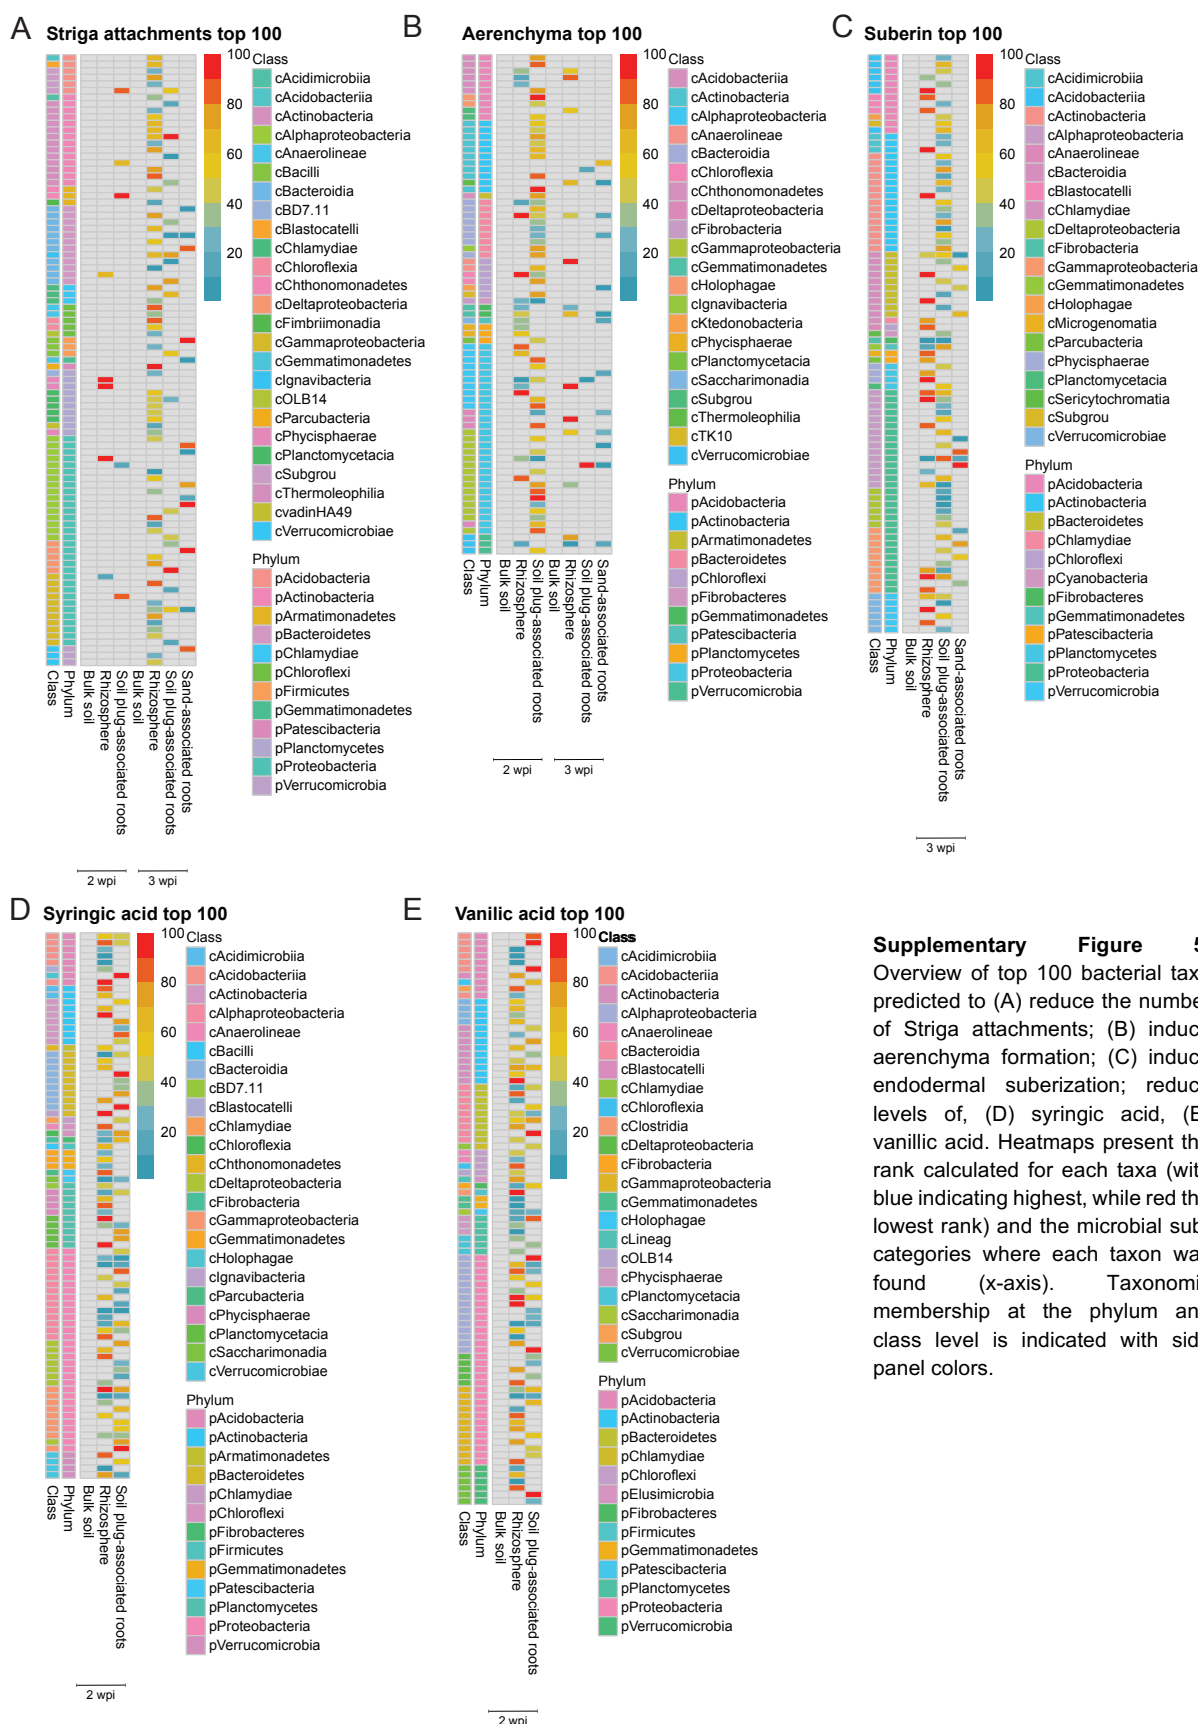 A Striga attachments top 100
100
80
60
40
20
Class
cAcidimicrobiia
cAcidobacteriia
cActinobacteria
cAlphaproteobacteria
cAnaerolineae
cBacilli
cBacteroidia
cBD7.11
cBlastocatelli
cChlamydiae
cChloroflexia
cChthonomonadetes
cDeltaproteobacteria
cFimbriimonadia
cGammaproteobacteria
cGemmatimonadetes
cIgnavibacteria
cOLB14
cParcubacteria
cPhycisphaerae
cPlanctomycetacia
cSubgrou
cThermoleophilia
cvadinHA49
cVerrucomicrobiae
Phylum
pAcidobacteria
pActinobacteria
pArmatimonadetes
pBacteroidetes
pChlamydiae
pChloroflexi
pFirmicutes
pGemmatimonadetes
pPatescibacteria
pPlanctomycetes
pProteobacteria
pVerrucomicrobia
Class
Phylum
Bulk soil
Rhizosphere
Soil plug-associated roots
Bulk soil
Rhizosphere
Soil plug-associated roots
Sand-associated roots
2 wpi
3 wpi
B Aerenchyma top 100
100
80
60
40
20
Class
cAcidobacteriia
cActinobacteria
cAlphaproteobacteria
cAnaerolineae
cBacteroidia
cChloroflexia
cChthonomonadetes
cDeltaproteobacteria
cFibrobacteria
cGammaproteobacteria
cGemmatimonadetes
cHolophagae
cIgnavibacteria
cKtedonobacteria
cPhycisphaerae
cPlanctomycetacia
cSaccharimonadia
cSubgrou
cThermoleophilia
cTK10
cVerrucomicrobiae
Phylum
pAcidobacteria
pActinobacteria
pArmatimonadetes
pBacteroidetes
pChloroflexi
pFibrobacteres
pGemmatimonadetes
pPatescibacteria
pPlanctomycetes
pProteobacteria
pVerrucomicrobia
Class
Phylum
Bulk soil
Rhizosphere
Soil plug-associated roots
Bulk soil
Rhizosphere
Soil plug-associated roots
Sand-associated roots
2 wpi
3 wpi
C Suberin top 100
100
80
60
40
20
Class
cAcidimicrobiia
cAcidobacteriia
cActinobacteria
cAlphaproteobacteria
cAnaerolineae
cBacteroidia
cBlastocatelli
cChlamydiae
cDeltaproteobacteria
cFibrobacteria
cGammaproteobacteria
cGemmatimonadetes
cHolophagae
cMicrogenomatia
cParcubacteria
cPhycisphaerae
cPlanctomycetacia
cSericytochromatia
cSubgrou
cVerrucomicrobiae
Phylum
pAcidobacteria
pActinobacteria
pBacteroidetes
pChlamydiae
pChloroflexi
pCyanobacteria
pFibrobacteres
pGemmatimonadetes
pPatescibacteria
pPlanctomycetes
pProteobacteria
pVerrucomicrobia
Class
Phylum
Bulk soil
Rhizosphere
Soil plug-associated roots
Sand-associated roots
3 wpi
D Syringic acid top 100
100
80
60
40
20
Class
cAcidimicrobiia
cAcidobacteriia
cActinobacteria
cAlphaproteobacteria
cAnaerolineae
cBacilli
cBacteroidia
cBD7.11
cBlastocatelli
cChlamydiae
cChloroflexia
cChthonomonadetes
cDeltaproteobacteria
cFibrobacteria
cGammaproteobacteria
cGemmatimonadetes
cHolophagae
cIgnavibacteria
cParcubacteria
cPhycisphaerae
cPlanctomycetacia
cSaccharimonadia
cVerrucomicrobiae
Phylum
pAcidobacteria
pActinobacteria
pArmatimonadetes
pBacteroidetes
pChlamydiae
pChloroflexi
pFibrobacteres
pFirmicutes
pGemmatimonadetes
pPatescibacteria
pPlanctomycetes
pProteobacteria
pVerrucomicrobia
Class
Phylum
Bulk soil
Rhizosphere
Soil plug-associated roots
2 wpi
E Vanilic acid top 100
100
80
60
40
20
Class
cAcidimicrobiia
cAcidobacteriia
cActinobacteria
cAlphaproteobacteria
cAnaerolineae
cBacteroidia
cBlastocatelli
cChlamydiae
cChloroflexia
cClostridia
cDeltaproteobacteria
cFibrobacteria
cGammaproteobacteria
cGemmatimonadetes
cHolophagae
cLineag
cOLB14
cPhycisphaerae
cPlanctomycetacia
cSaccharimonadia
cSubgrou
cVerrucomicrobiae
Phylum
pAcidobacteria
pActinobacteria
pBacteroidetes
pChlamydiae
pChloroflexi
pElusimicrobia
pFibrobacteres
pFirmicutes
pGemmatimonadetes
pPatescibacteria
pPlanctomycetes
pProteobacteria
pVerrucomicrobia
Class
Phylum
Bulk soil
Rhizosphere
Soil plug-associated roots
2 wpi
Supplementary Figure 5
Overview of top 100 bacterial tax
predicted to (A) reduce the numbe
of Striga attachments; (B) induc
aerenchyma formation; (C) induc
endodermal suberization; reduc
levels of, (D) syringic acid, (E
vanillic acid. Heatmaps present th
rank calculated for each taxa (wit
blue indicating highest, while red th
lowest rank) and the microbial sub
categories where each taxon wa
found (x-axis). Taxonomi
membership at the phylum an
class level is indicated with sid
panel colors.